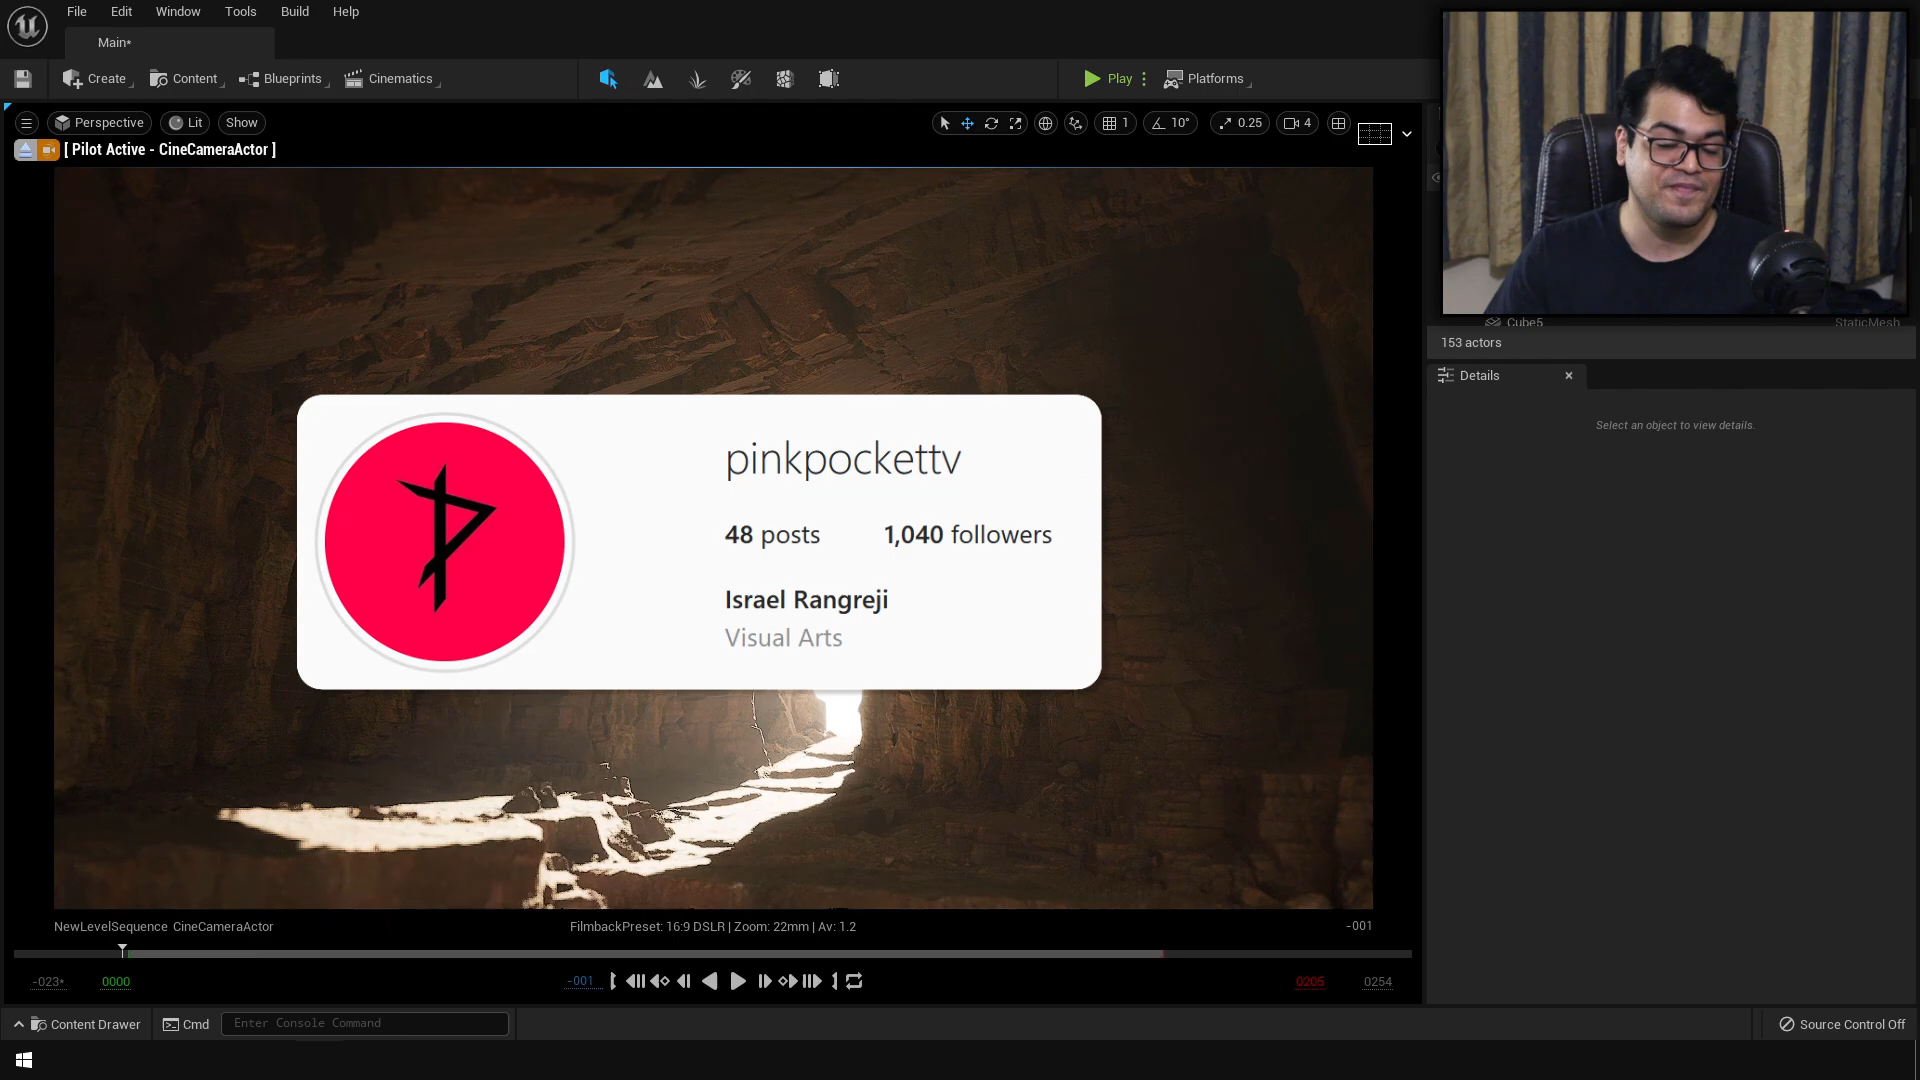 File Edit Window Tools Build Help
Main*
Create Content Blueprints Cinematics Play Platforms
Perspective Lit Show 1 10° 0.25 4
[ Pilot Active - CineCameraActor ]
Cube5 StaticMesh
153 actors
Details
Select an object to view details.
pinkpockettv
48 posts 1,040 followers
Israel Rangreji
Visual Arts
NewLevelSequence CineCameraActor FilmbackPreset: 16:9 DSLR | Zoom: 22mm | Av: 1.2 -001
-023* 0000 -001 0205 0254
Content Drawer Cmd Enter Console Command Source Control Off